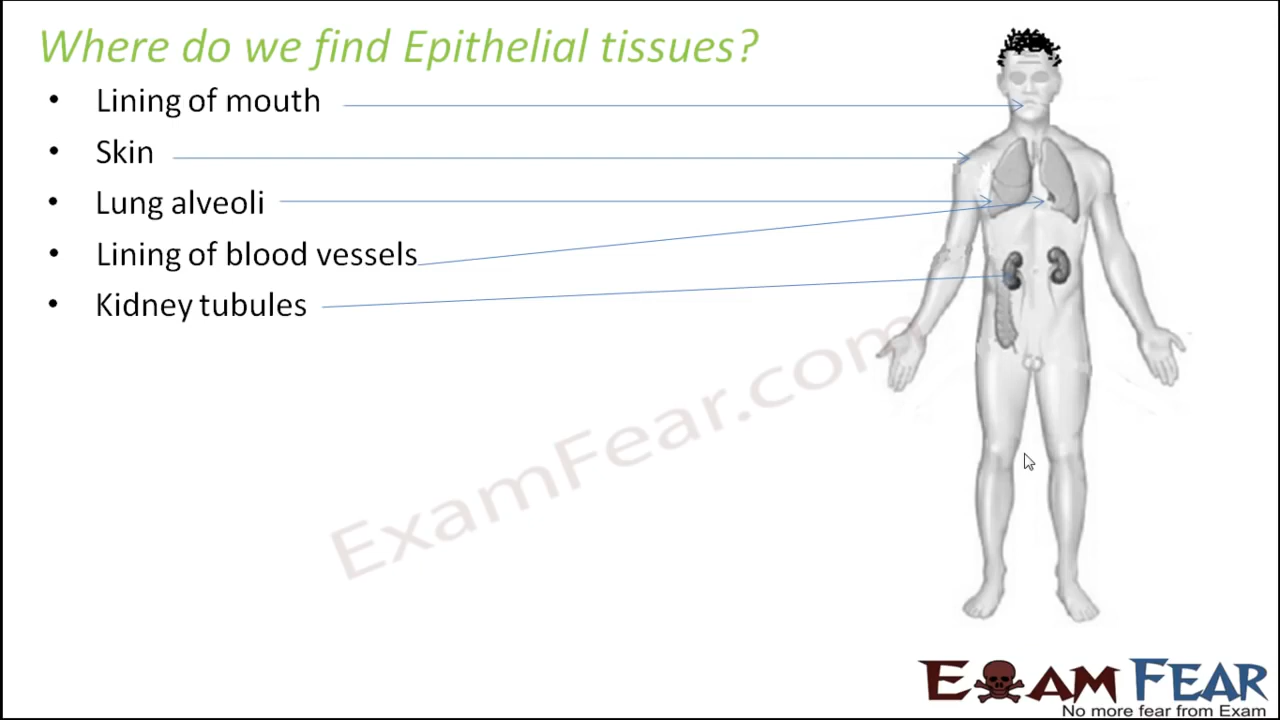 Where do we find Epithelial tissues?
• Lining of mouth
• Skin
• Lung alveoli
• Lining of blood vessels
• Kidney tubules
ExamFear.com
EXAM FEAR
No more fear from Exam